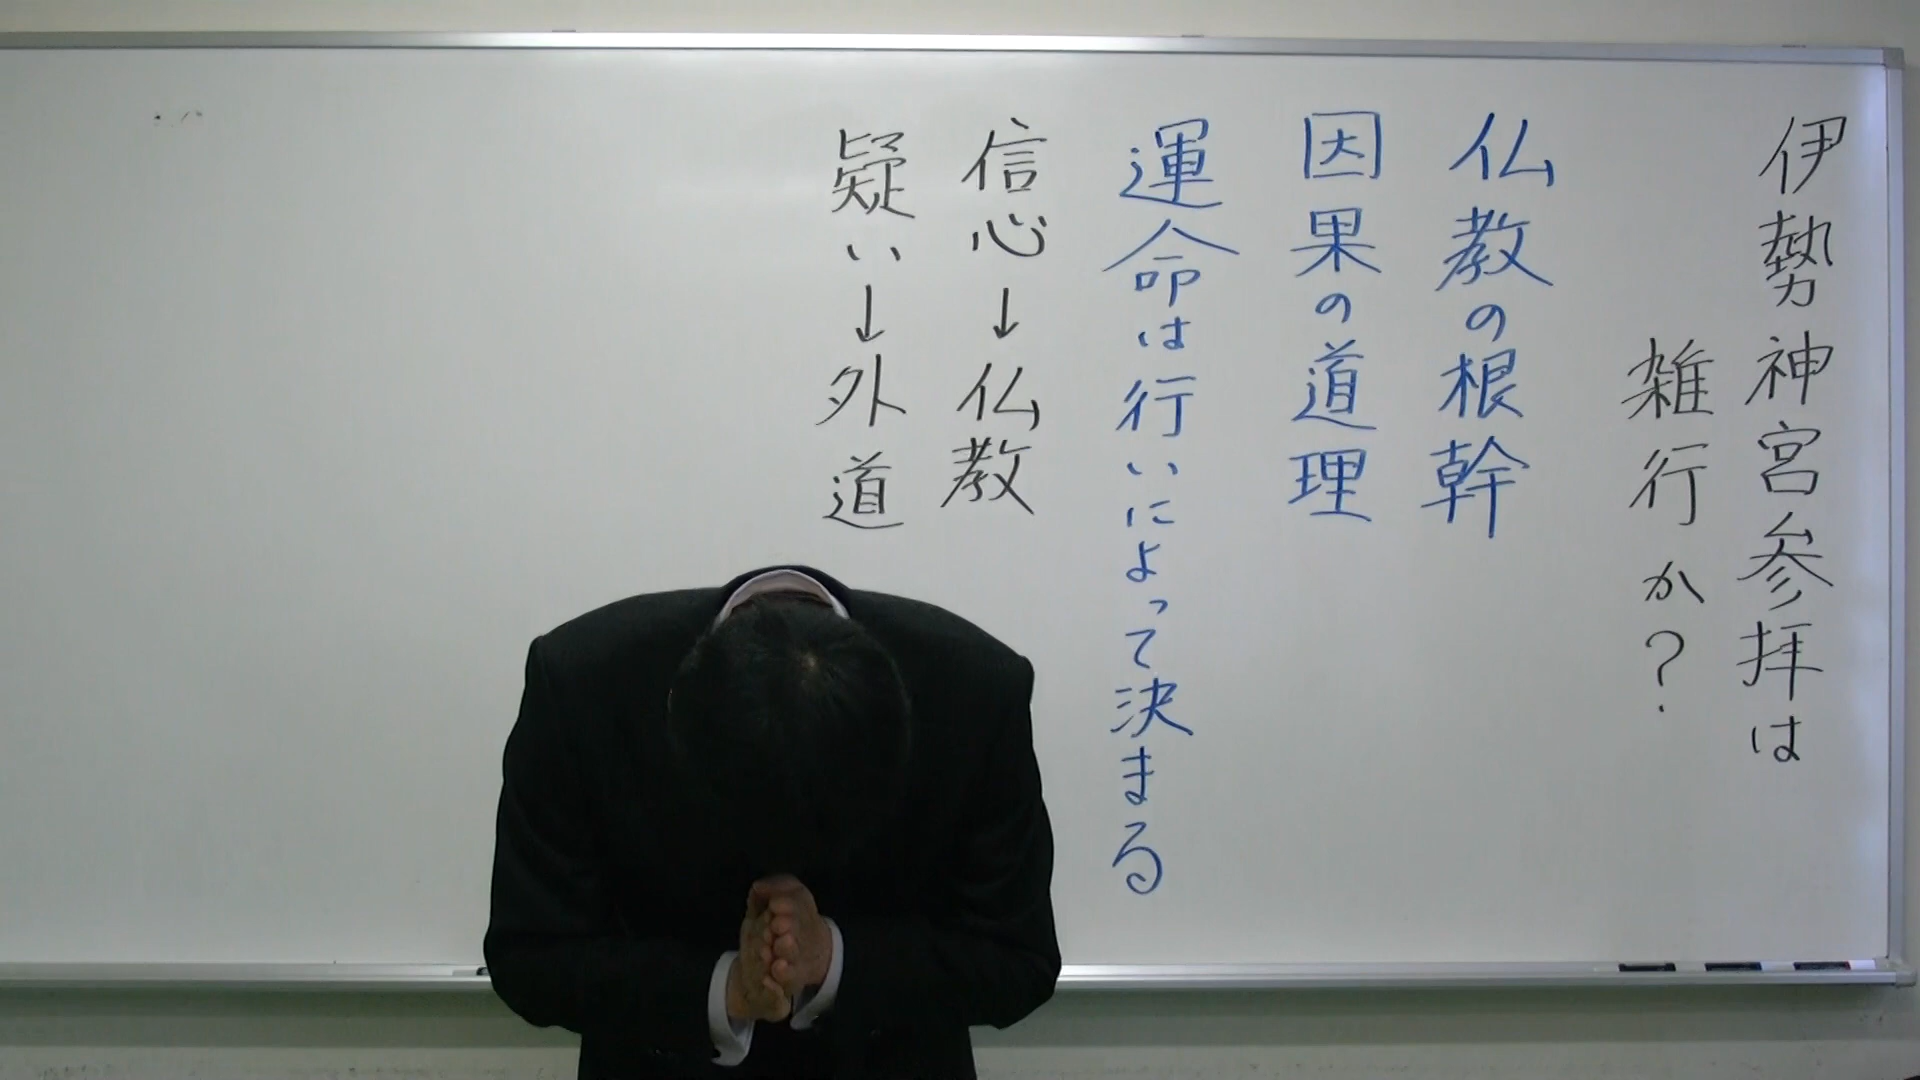 伊勢神宮参拝は
雑行か?
仏教の根幹
因果の道理
運命は行いによって決まる
信心→仏教
疑い→外道